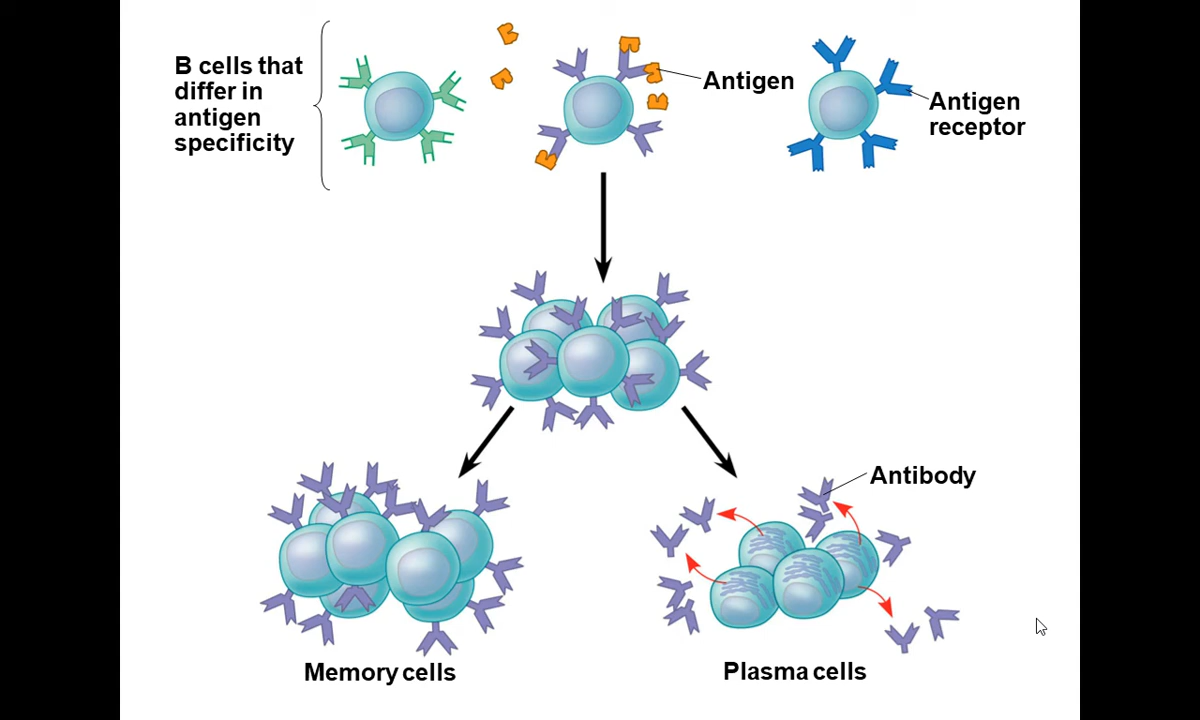 B cells that
differ in
antigen
specificity
Antigen
Antigen
receptor
Antibody
Memory cells
Plasma cells